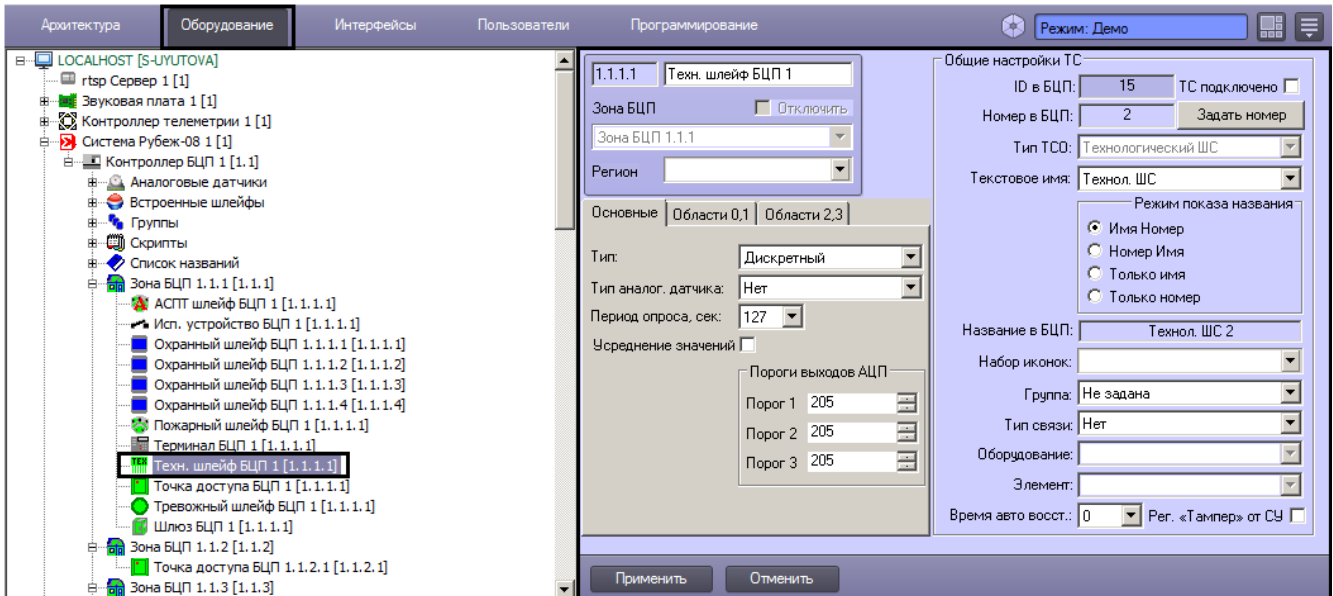 Архитектура
Оборудование
Интерфейсы
Пользователи
Программирование
Режим: Демо
LOCALHOST [S-UYUTOVA]
rtsp Сервер 1 [1]
Звуковая плата 1 [1]
Контроллер телеметрии 1 [1]
Система Рубеж-08 1 [1]
Контроллер БЦП 1 [1.1]
Аналоговые датчики
Встроенные шлейфы
Группы
Скрипты
Список названий
Зона БЦП 1.1.1 [1.1.1]
АСПТ шлейф БЦП 1 [1.1.1.1]
Исп. устройство БЦП 1 [1.1.1.1]
Охранный шлейф БЦП 1.1.1.1 [1.1.1.1]
Охранный шлейф БЦП 1.1.1.2 [1.1.1.2]
Охранный шлейф БЦП 1.1.1.3 [1.1.1.3]
Охранный шлейф БЦП 1.1.1.4 [1.1.1.4]
Пожарный шлейф БЦП 1 [1.1.1.1]
Терминал БЦП 1 [1.1.1.1]
Техн. шлейф БЦП 1 [1.1.1.1]
Точка доступа БЦП 1 [1.1.1.1]
Тревожный шлейф БЦП 1 [1.1.1.1]
Шлюз БЦП 1 [1.1.1.1]
Зона БЦП 1.1.2 [1.1.2]
Точка доступа БЦП 1.1.2.1 [1.1.2.1]
Зона БЦП 1.1.3 [1.1.3]
1.1.1.1 Техн. шлейф БЦП 1
Зона БЦП Отключить
Зона БЦП 1.1.1
Регион
Основные Области 0,1 Области 2,3
Тип: Дискретный
Тип аналог. датчика: Нет
Период опроса, сек: 127
Усреднение значений
Пороги выходов АЦП
Порог 1 205
Порог 2 205
Порог 3 205
Общие настройки ТС
ID в БЦП: 15 ТС подключено
Номер в БЦП: 2 Задать номер
Тип ТСО: Технологический ШС
Текстовое имя: Технол. ШС
Режим показа названия
Имя Номер
Номер Имя
Только имя
Только номер
Название в БЦП: Технол. ШС 2
Набор иконок:
Группа: Не задана
Тип связи: Нет
Оборудование:
Элемент:
Время авто восст.: 0 Рег. «Тампер» от СУ
Применить Отменить